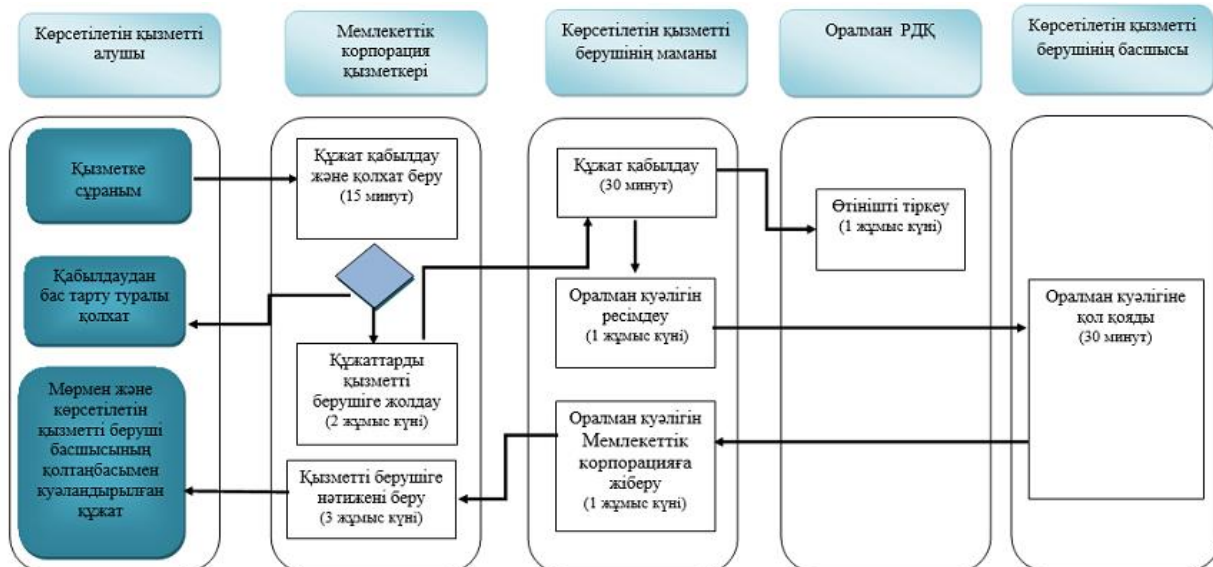 Көрсетілетін қызметті
алушы
Мемлекеттік
корпорация
қызметкері
Көрсетілетін қызметті
берушінің маманы
Оралман РДҚ
Көрсетілетін қызметті
берушінің басшысы
Қызметке
сұраным
Қабылдаудан
бас тарту туралы
қолхат
Мөрмен және
көрсетілетін
қызметті беруші
басшысының
қолтаңбасымен
куәландырылған
құжат
Құжат қабылдау
және қолхат беру
(15 минут)
Құжаттарды
қызметті
берушіге жолдау
(2 жұмыс күні)
Қызметті берушіге
нәтижені беру
(3 жұмыс күні)
Құжат қабылдау
(30 минут)
Оралман куәлігін
ресімдеу
(1 жұмыс күні)
Оралман куәлігін
Мемлекеттік
корпорацияға
жіберу
(1 жұмыс күні)
Өтінішті тіркеу
(1 жұмыс күні)
Оралман куәлігіне
қол қояды
(30 минут)